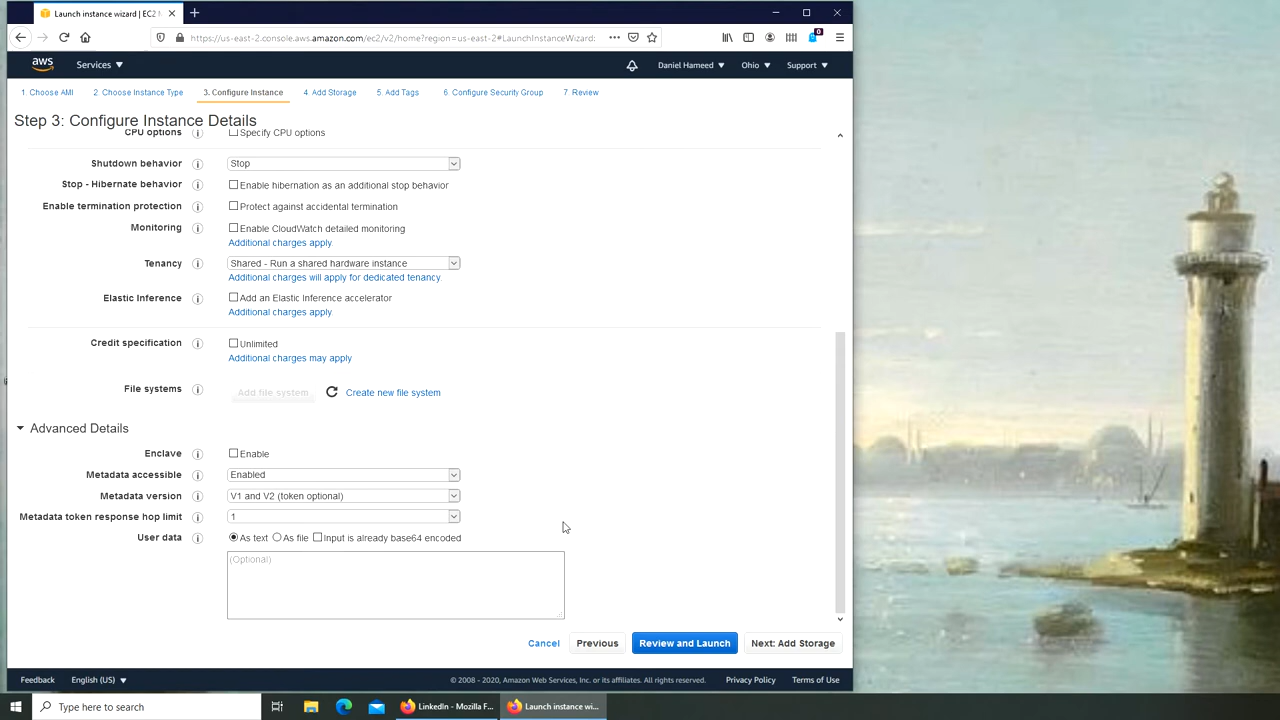 Launch instance wizard | EC2
https://us-east-2.console.aws.amazon.com/ec2/v2/home?region=us-east-2#LaunchInstanceWizard:
0
aws
Services
Daniel Hameed
Ohio
Support
1. Choose AMI
2. Choose Instance Type
3. Configure Instance
4. Add Storage
5. Add Tags
6. Configure Security Group
7. Review
Step 3: Configure Instance Details
CPU options
Specify CPU options
Shutdown behavior
Stop
Stop - Hibernate behavior
Enable hibernation as an additional stop behavior
Enable termination protection
Protect against accidental termination
Monitoring
Enable CloudWatch detailed monitoring
Additional charges apply.
Tenancy
Shared - Run a shared hardware instance
Additional charges will apply for dedicated tenancy.
Elastic Inference
Add an Elastic Inference accelerator
Additional charges apply.
Credit specification
Unlimited
Additional charges may apply
File systems
Add file system
Create new file system
Advanced Details
Enclave
Enable
Metadata accessible
Enabled
Metadata version
V1 and V2 (token optional)
Metadata token response hop limit
1
User data
As text
As file
Input is already base64 encoded
(Optional)
Cancel
Previous
Review and Launch
Next: Add Storage
Feedback
English (US)
© 2008 - 2020, Amazon Web Services, Inc. or its affiliates. All rights reserved.
Privacy Policy
Terms of Use
Type here to search
LinkedIn - Mozilla F...
Launch instance wi...